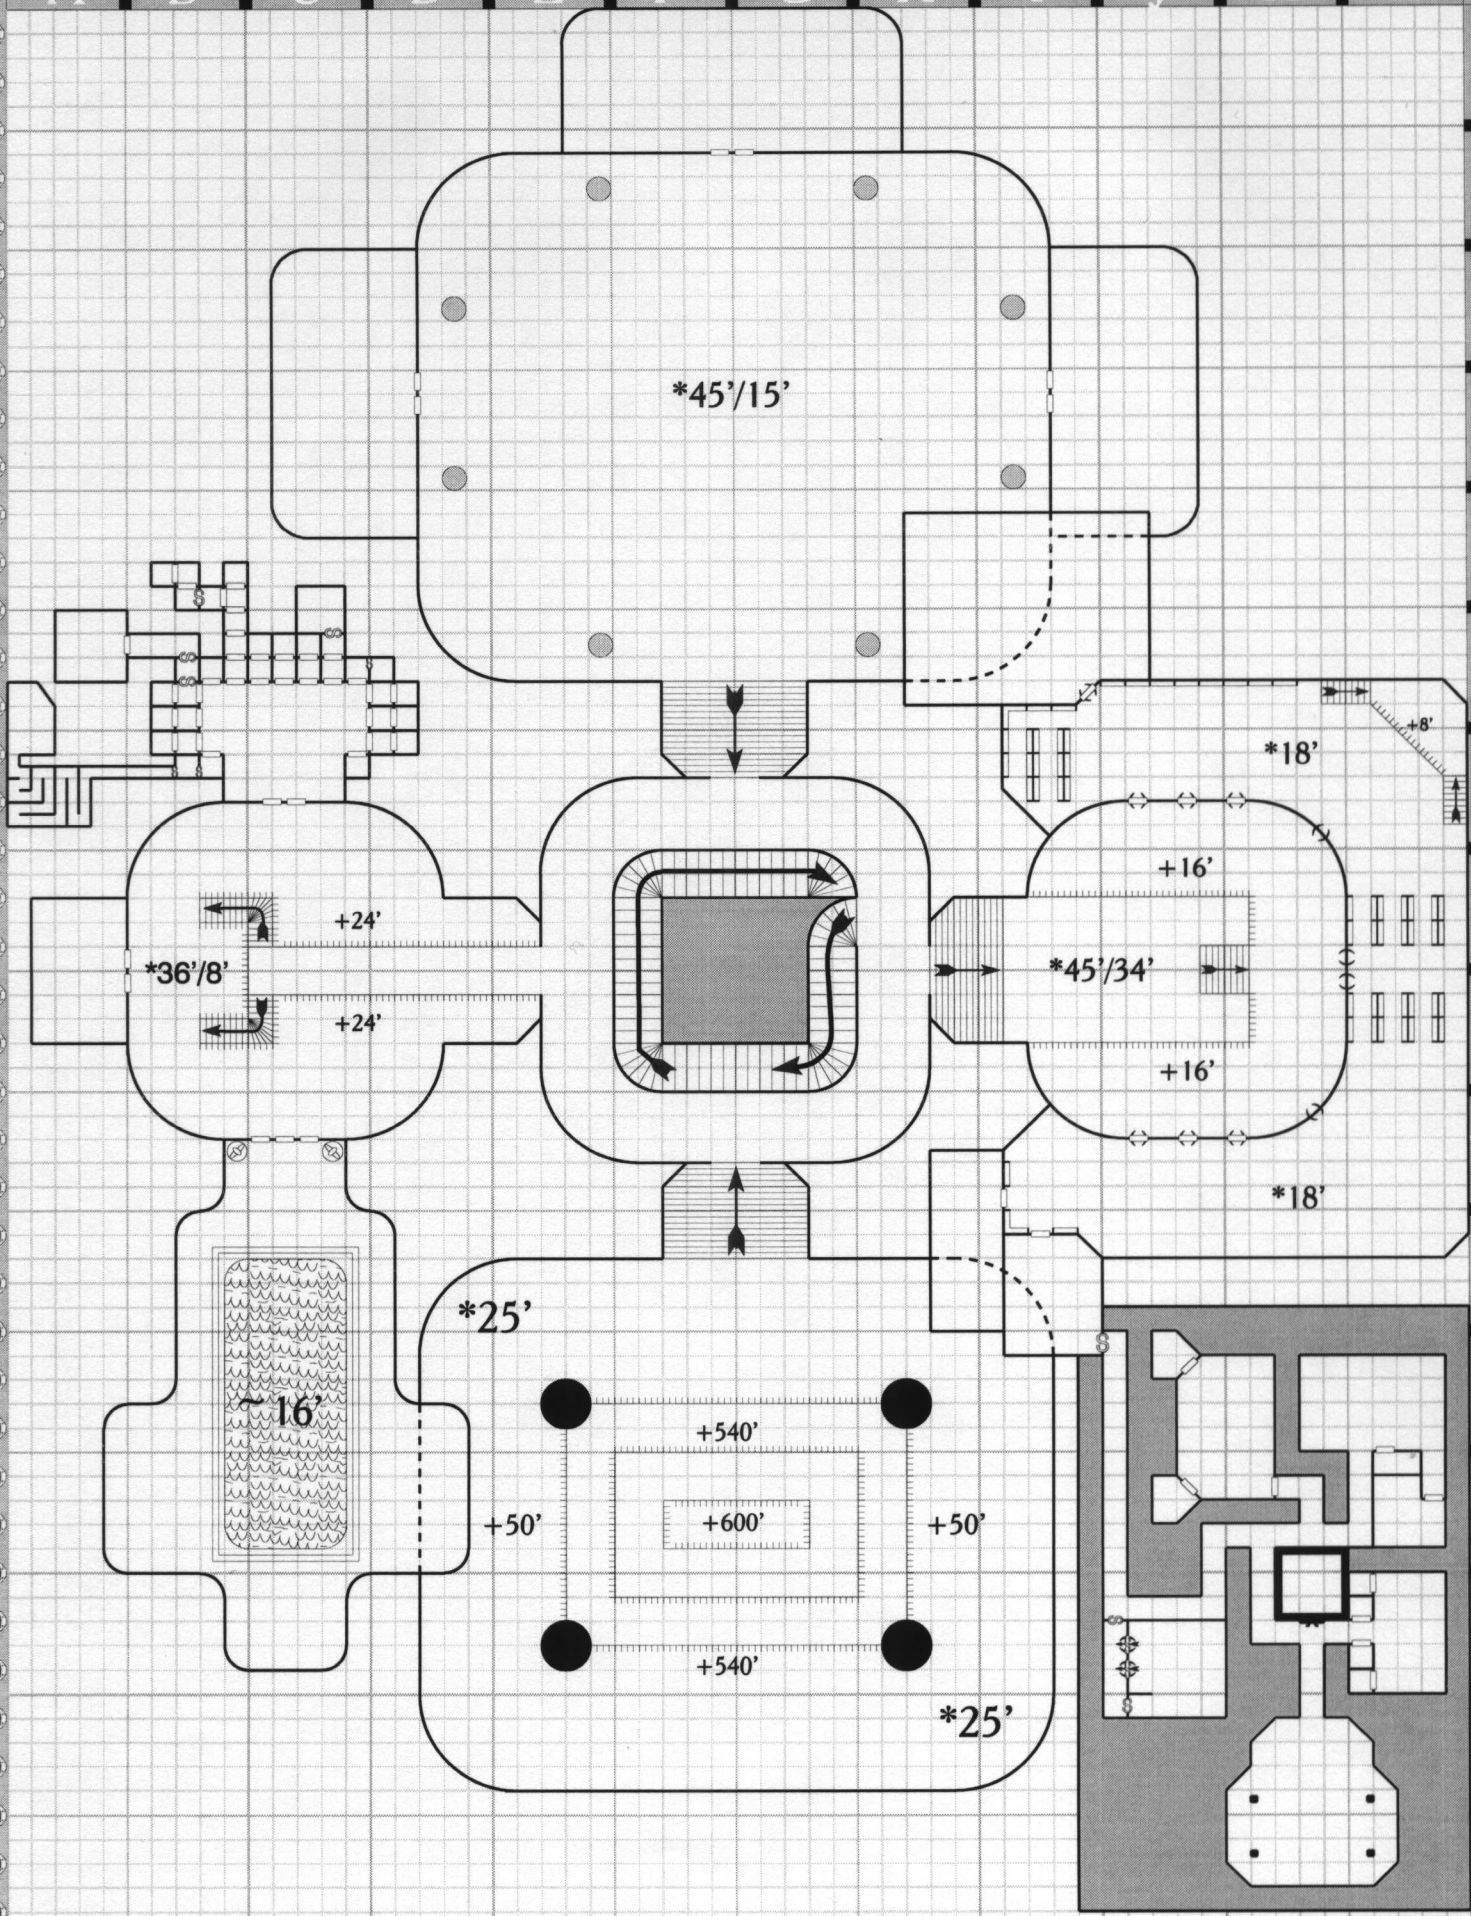 *45’/15’
+8’
*18’
+16’
+24’
*36’/8’
*45’/34’
+24’
+16’
*18’
*25’
~16’
+540’
+50’
+600’
+50’
+540’
*25’
S
S
S
S
S
S
S
S
S
S
S